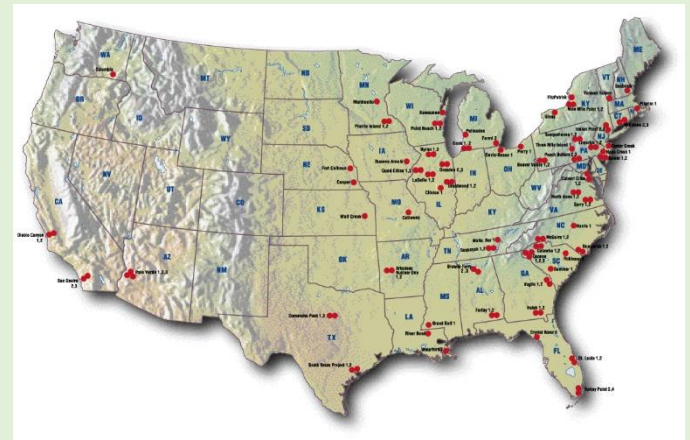 WA
Columbia
MT
ND
MN
Monticello
ME
VT
NH
Seabrook
OR
ID
SD
WI
Kewaunee
Prairie Island 1,2
Point Beach 1,2
MI
Palisades
Fermi 2
FitzPatrick
Nine Mile Point 1,2
NY
MA
Pilgrim 1
CT
Ginna
WY
IA
Byron 1,2
Cook 1,2
Davis-Besse 1
Perry 1
Susquehanna 1,2
Indian Point 2,3
Three Mile Island 1
Limerick 1,2
Oyster Creek
Peach Bottom 2,3
PA
Beaver Valley 1,2
NV
UT
CO
NE
Fort Calhoun
Cooper
Quad Cities 1,2
LaSalle 1,2
Dresden 2,3
Braidwood 1,2
Clinton 1
IL
IN
OH
WV
VA
Calvert Cliffs
1,2
North Anna 1,2
Surry 1,2
CA
KS
Wolf Creek
MO
Callaway
KY
Diablo Canyon
1,2
San Onofre
2,3
AZ
Palo Verde 1,2,3
NM
OK
AR
Arkansas
Nuclear One
1,2
TN
Watts Bar 1
Sequoyah 1,2
NC
Harris 1
McGuire 1,2
Catawba 1,2
Oconee
1,2,3
Brunswick 1,2
Robinson
SC
Summer 1
Browns Ferry
MS
AL
GA
Vogtle 1,2
Hatch 1,2
Farley 1,2
Comanche Peak 1,2
TX
South Texas Project 1,2
LA
Grand Gulf 1
River Bend
Waterford
Crystal River 3
FL
St. Lucie 1,2
Turkey Point 3,4